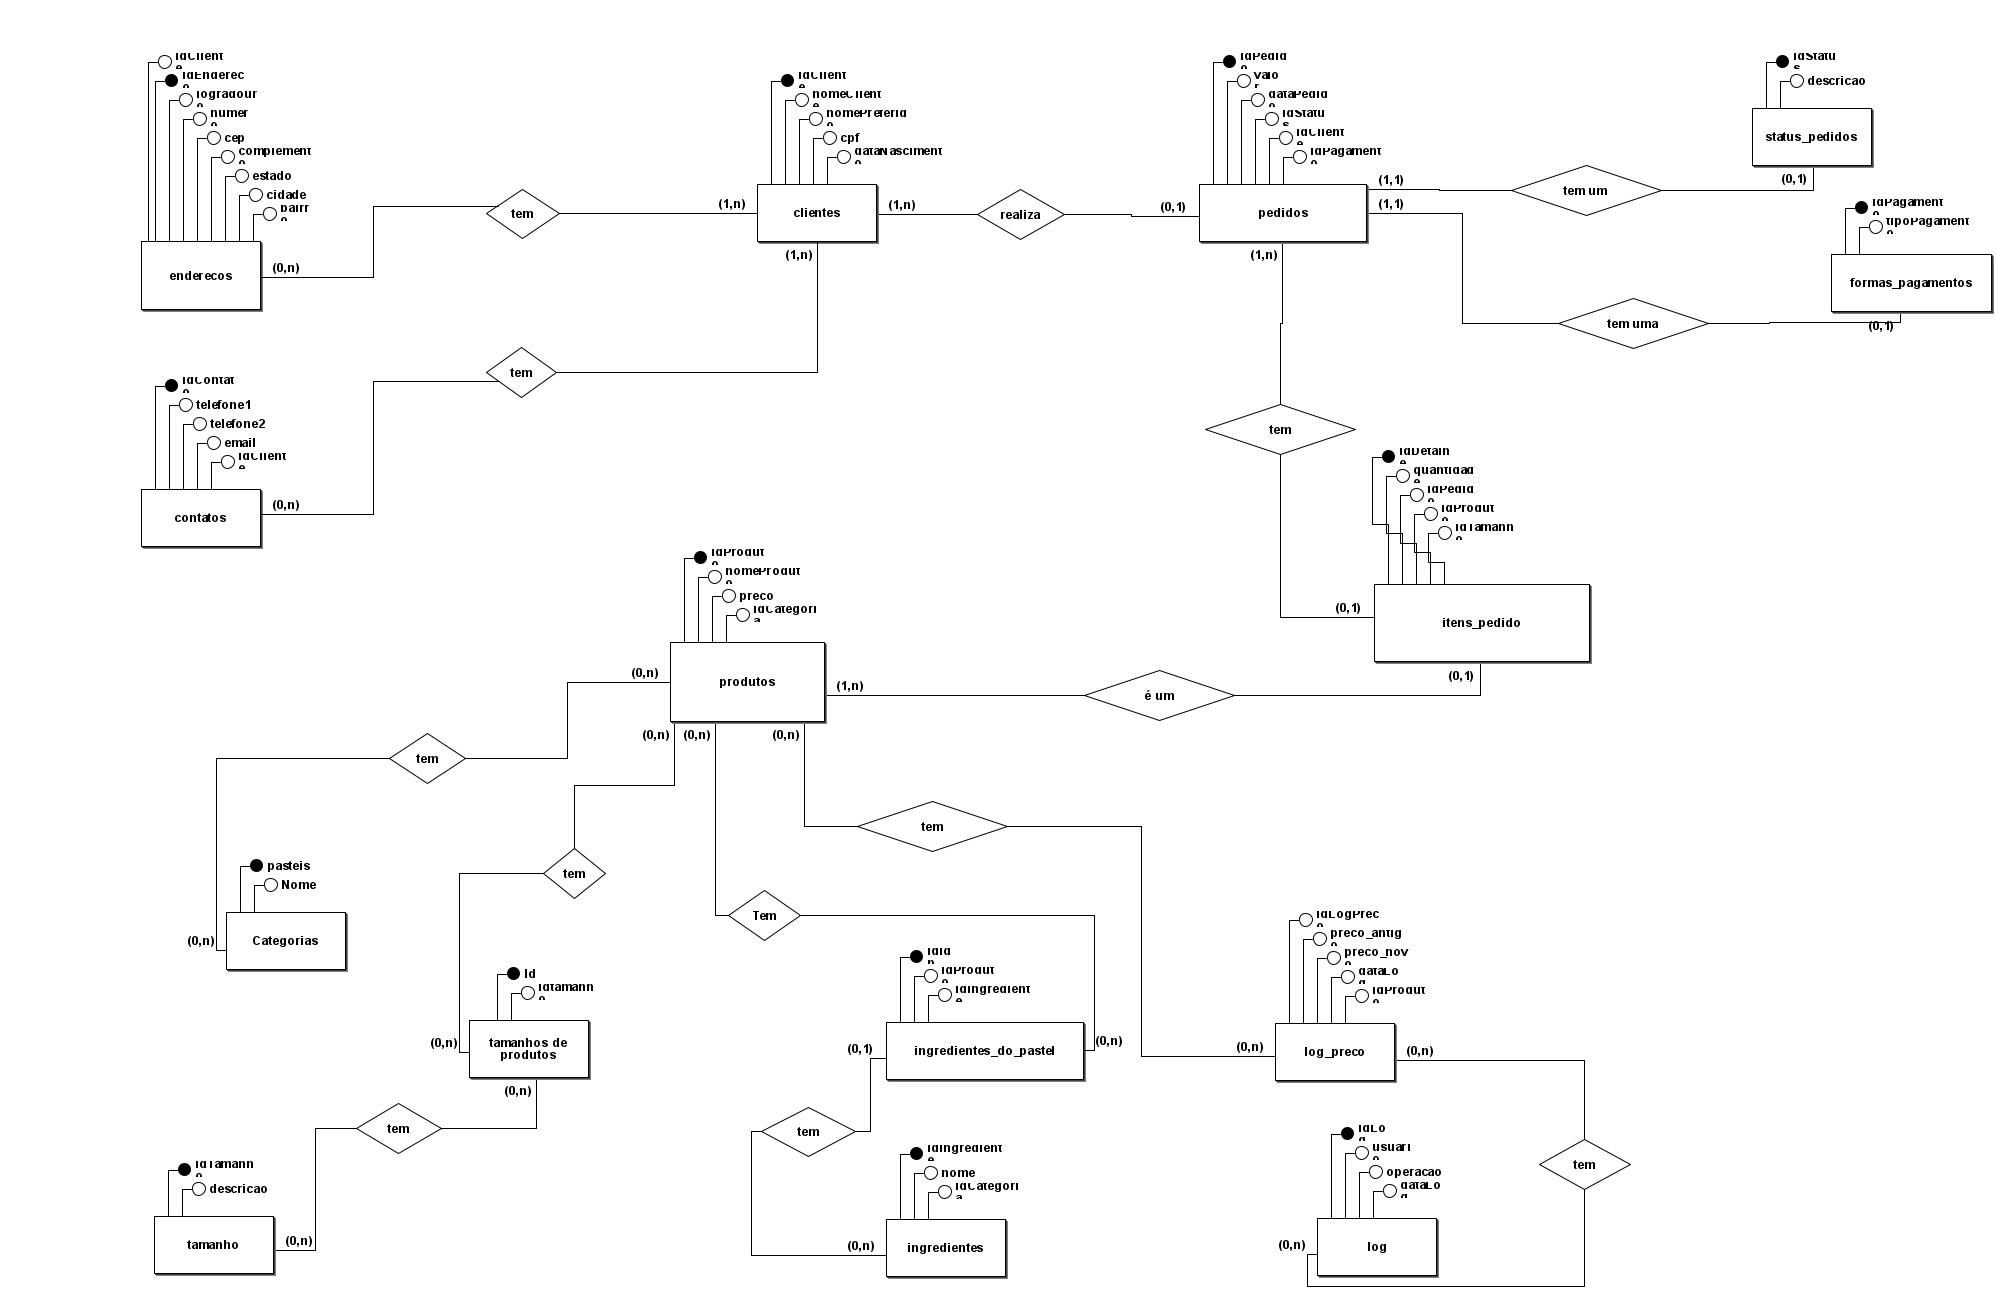 idCliente
idEndereco
logradouro
numero
cep
complemento
estado
cidade
bairro
enderecos
(0,n)
tem
(1,n)
idCliente
nomeCliente
nomePreferido
cpf
dataNascimento
clientes
(1,n)
(1,n)
realiza
(0,1)
idPedido
valor
dataPedido
idStatus
idCliente
idPagamento
pedidos
(1,1)
(1,1)
(1,n)
tem um
(0,1)
idStatus
descricao
status_pedidos
idPagamento
tipoPagamento
formas_pagamentos
(0,1)
tem uma
tem
idContato
telefone1
telefone2
email
idCliente
contatos
(0,n)
tem
idDetalhe
quantidade
idPedido
idProduto
idTamanho
(0,1)
itens_pedido
(0,1)
idProduto
nomeProduto
preco
idCategoria
(0,n)
produtos
(1,n)
é um
(0,n)
(0,n)
(0,n)
tem
tem
tem
Tem
pasteis
Nome
(0,n)
Categorias
id
idtamanho
(0,n)
tamanhos de
produtos
(0,n)
idIdp
idProduto
idIngrediente
(0,1)
ingredientes_do_pastel
(0,n)
idLogPreco
preco_antigo
preco_novo
dataLog
idProduto
(0,n)
log_preco
(0,n)
tem
tem
tem
idTamanho
descricao
tamanho
(0,n)
idIngrediente
nome
idCategoria
(0,n)
ingredientes
idLog
usuario
operacao
dataLog
(0,n)
log